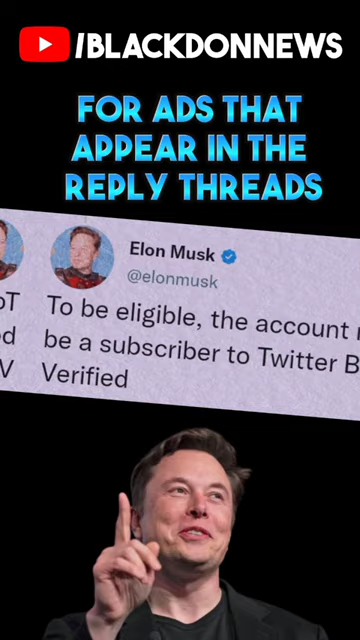 /BLACKDONNEWS
FOR ADS THAT
APPEAR IN THE
REPLY THREADS
Elon Musk
@elonmusk
To be eligible, the account
be a subscriber to Twitter
Verified